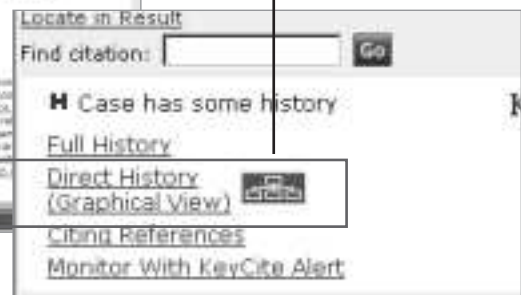 Locate in Result
Find citation: Go
H Case has some history
Full History
Direct History
(Graphical View)
Citing References
Monitor With KeyCite Alert